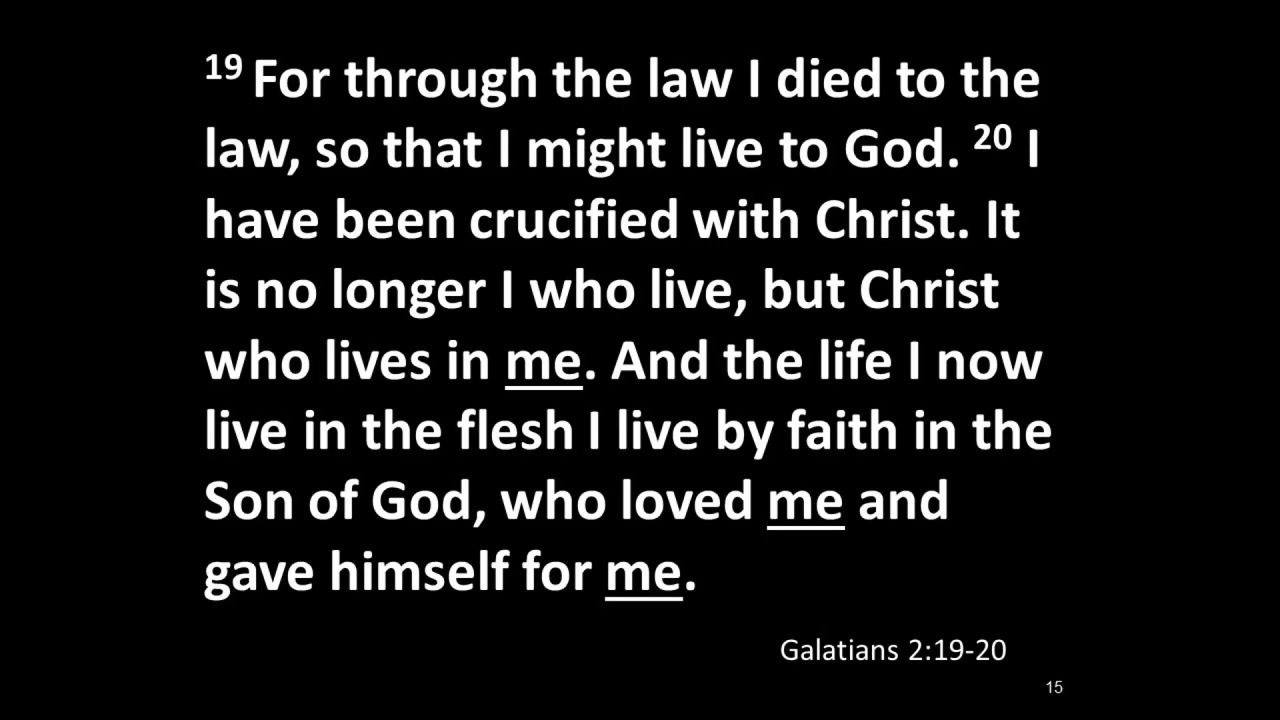 19 For through the law I died to the
law, so that I might live to God. 20 I
have been crucified with Christ. It
is no longer I who live, but Christ
who lives in me. And the life I now
live in the flesh I live by faith in the
Son of God, who loved me and
gave himself for me.
Galatians 2:19-20
15